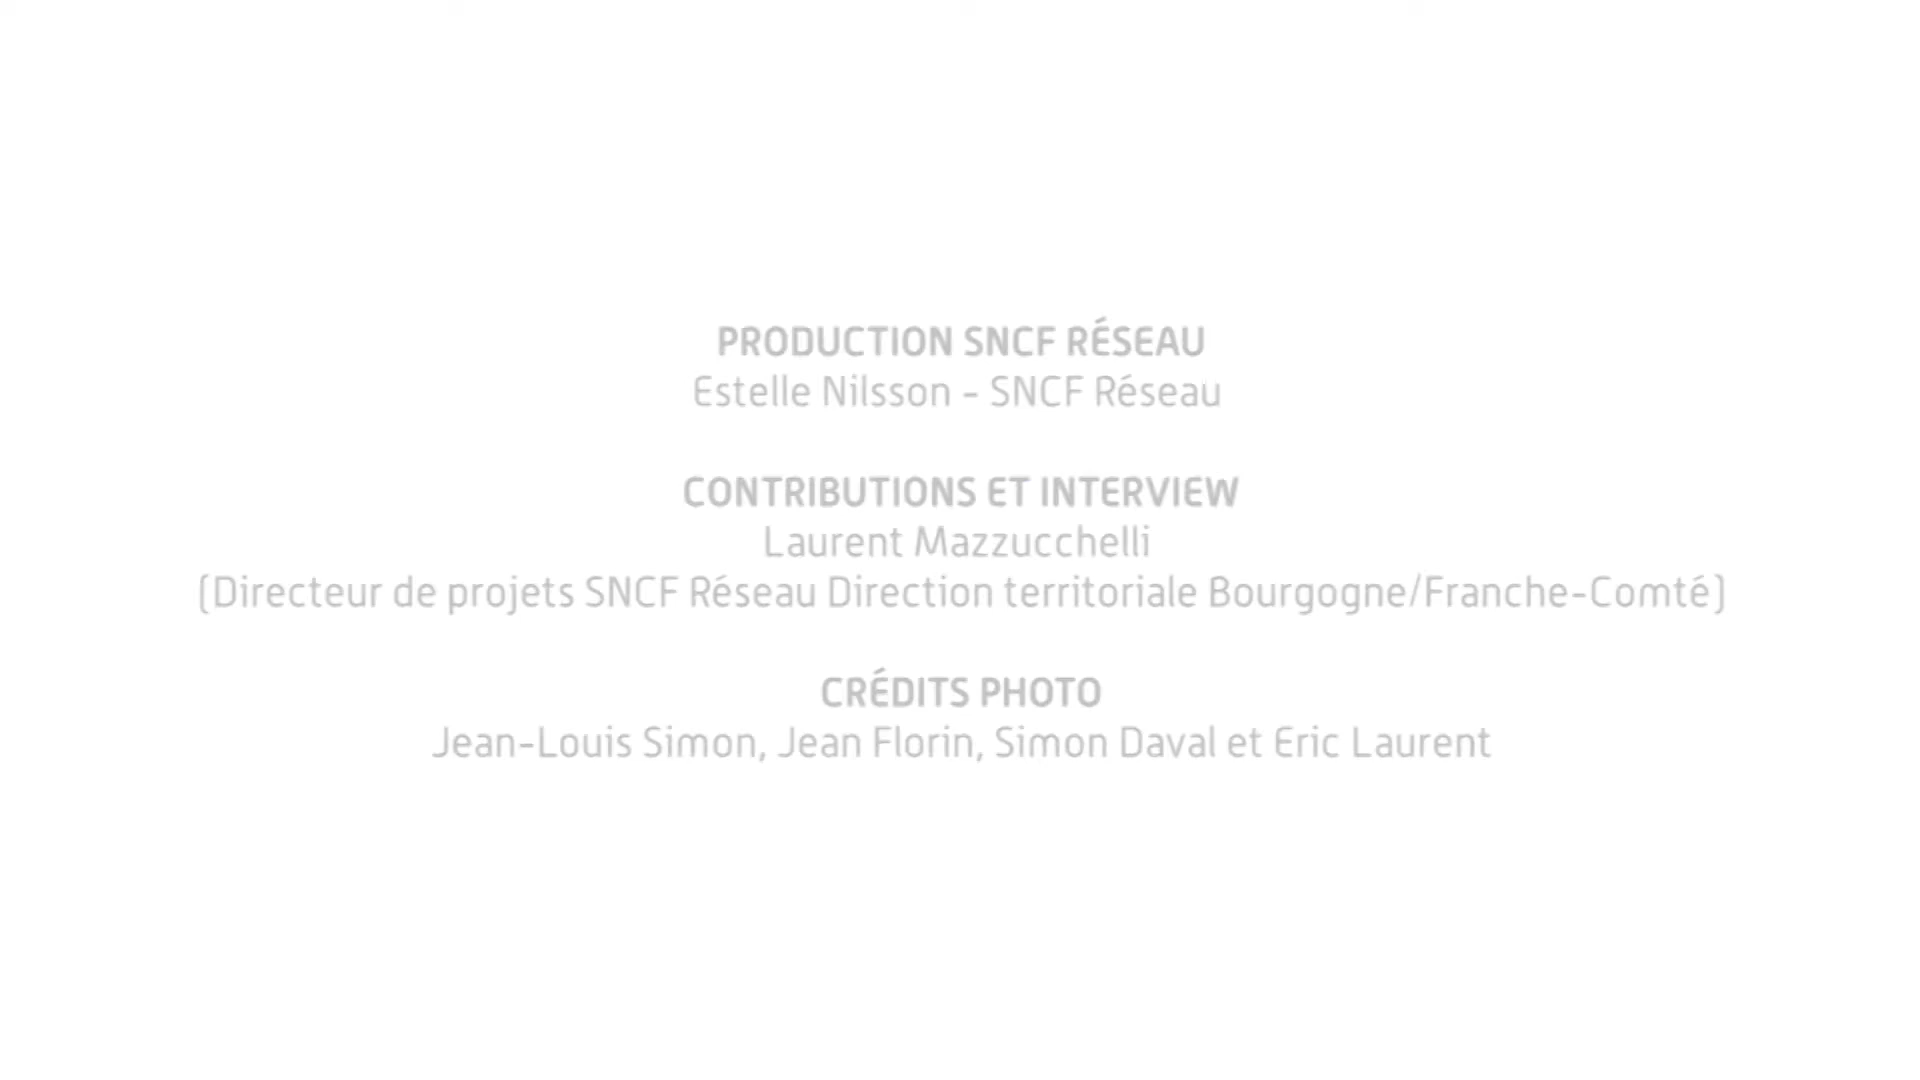 PRODUCTION SNCF RÉSEAU
Estelle Nilsson - SNCF Réseau
CONTRIBUTIONS ET INTERVIEW
Laurent Mazzucchelli
(Directeur de projets SNCF Réseau Direction territoriale Bourgogne/Franche-Comté)
CRÉDITS PHOTO
Jean-Louis Simon, Jean Florin, Simon Daval et Eric Laurent